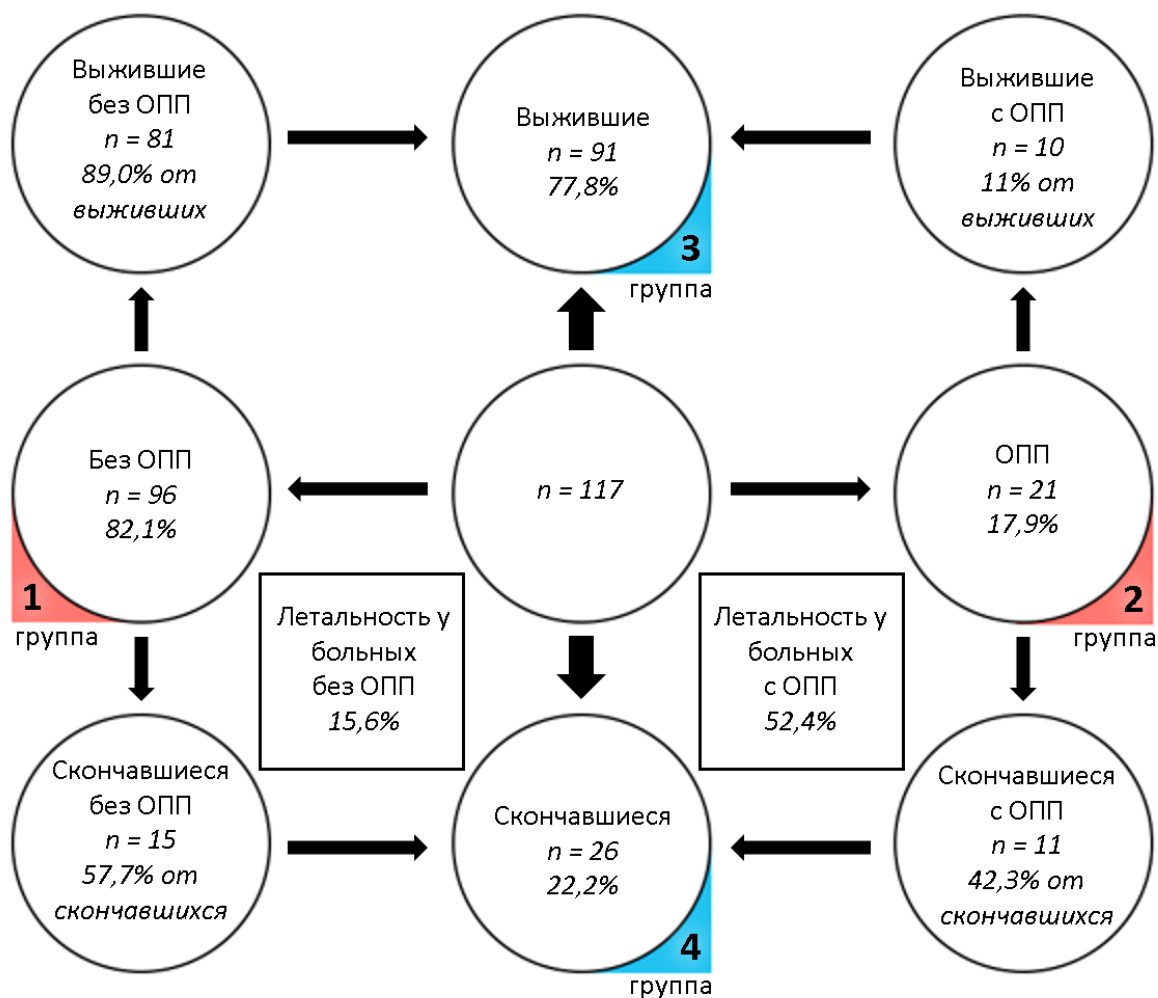 Выжившие
без ОПП
n = 81
89,0% от
выживших
Выжившие
n = 91
77,8%
3
группа
Выжившие
с ОПП
n = 10
11% от
выживших
Без ОПП
n = 96
82,1%
1
группа
n = 117
ОПП
n = 21
17,9%
2
группа
Летальность у
больных
без ОПП
15,6%
Летальность у
больных
с ОПП
52,4%
Скончавшиеся
без ОПП
n = 15
57,7% от
скончавшихся
Скончавшиеся
n = 26
22,2%
4
группа
Скончавшиеся
с ОПП
n = 11
42,3% от
скончавшихся